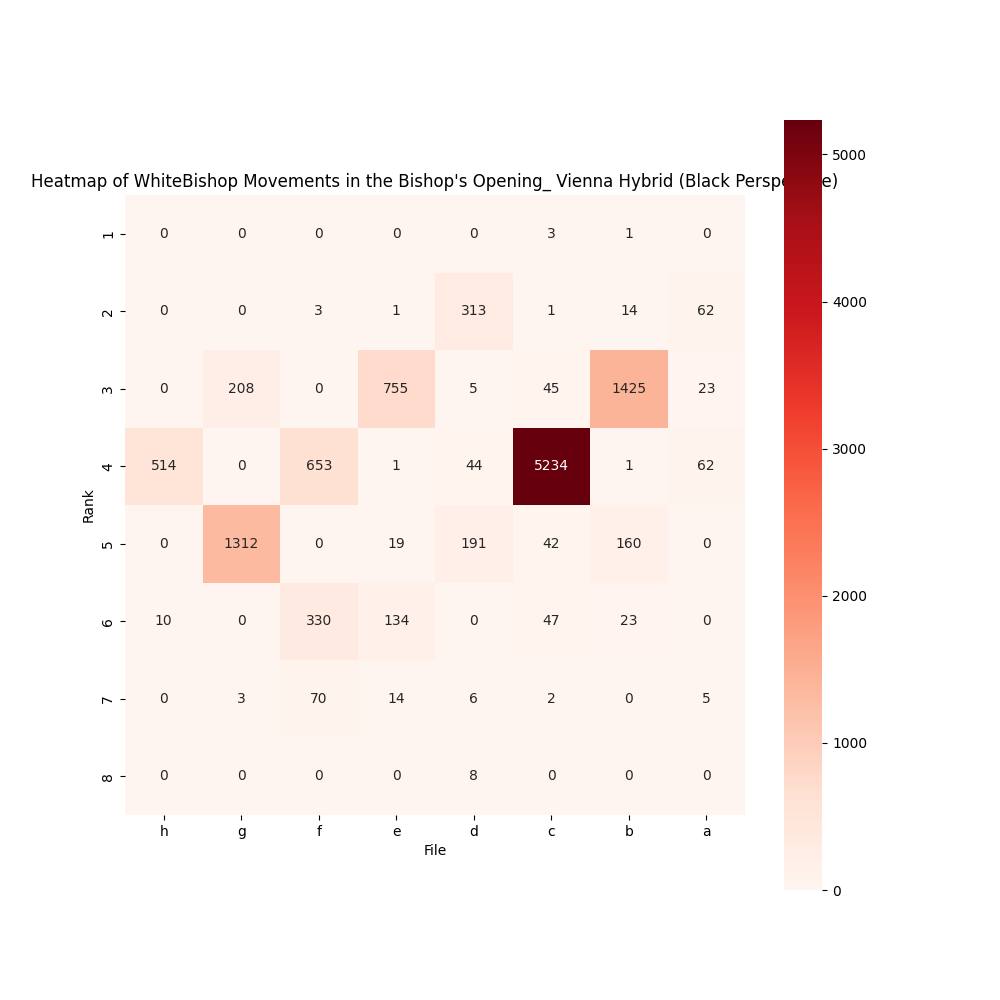 Heatmap of WhiteBishop Movements in the Bishop's Opening_ Vienna Hybrid (Black Perspe e)
5000
4000
3000
2000
1000
0
Rank
1 0 0 0 0 0 3 1 0
2 0 0 3 1 313 1 14 62
3 0 208 0 755 5 45 1425 23
4 514 0 653 1 44 5234 1 62
5 0 1312 0 19 191 42 160 0
6 10 0 330 134 0 47 23 0
7 0 3 70 14 6 2 0 5
8 0 0 0 0 8 0 0 0
h g f e d c b a
File